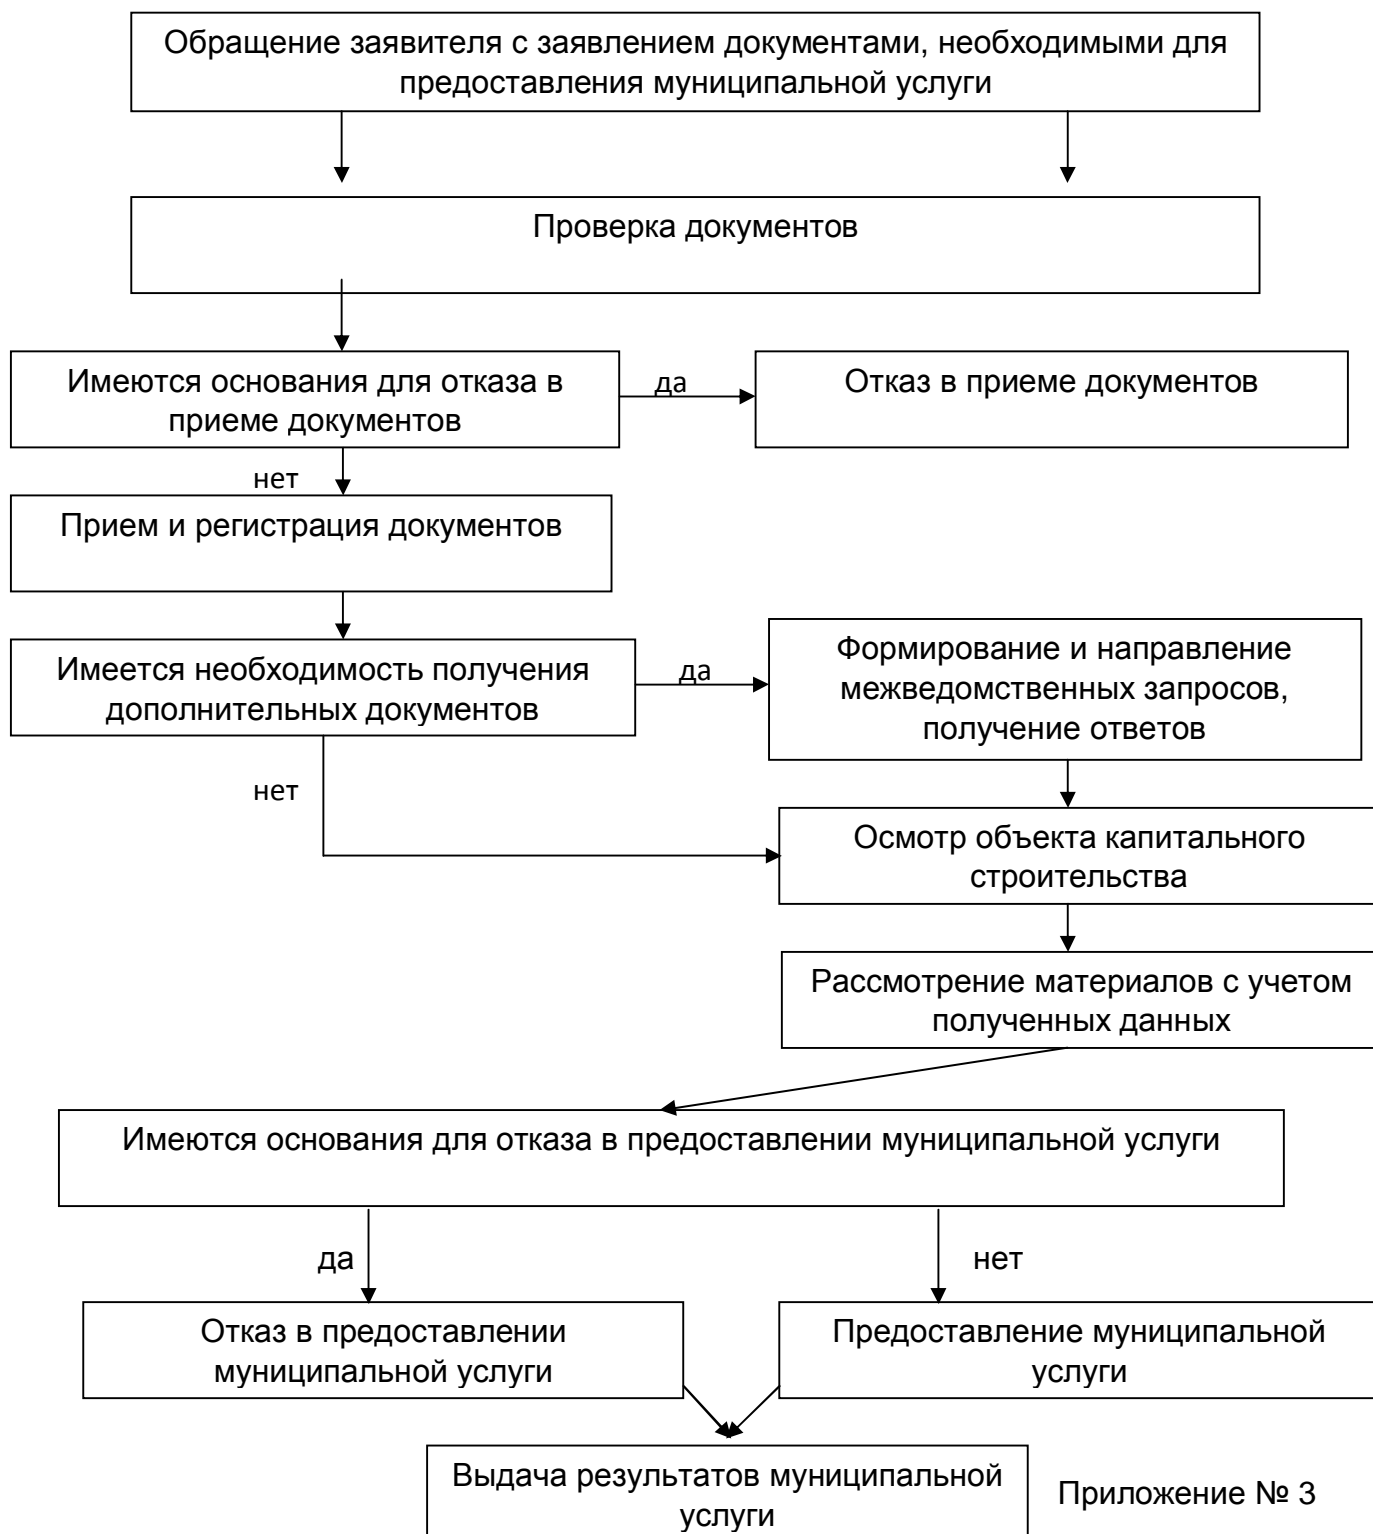 Обращение заявителя с заявлением документами, необходимыми для
предоставления муниципальной услуги
Проверка документов
Имеются основания для отказа в
приеме документов
да
Отказ в приеме документов
нет
Прием и регистрация документов
Имеется необходимость получения
дополнительных документов
да
Формирование и направление
межведомственных запросов,
получение ответов
нет
Осмотр объекта капитального
строительства
Рассмотрение материалов с учетом
полученных данных
Имеются основания для отказа в предоставлении муниципальной услуги
да
нет
Отказ в предоставлении
муниципальной услуги
Предоставление муниципальной
услуги
Выдача результатов муниципальной
услуги
Приложение № 3